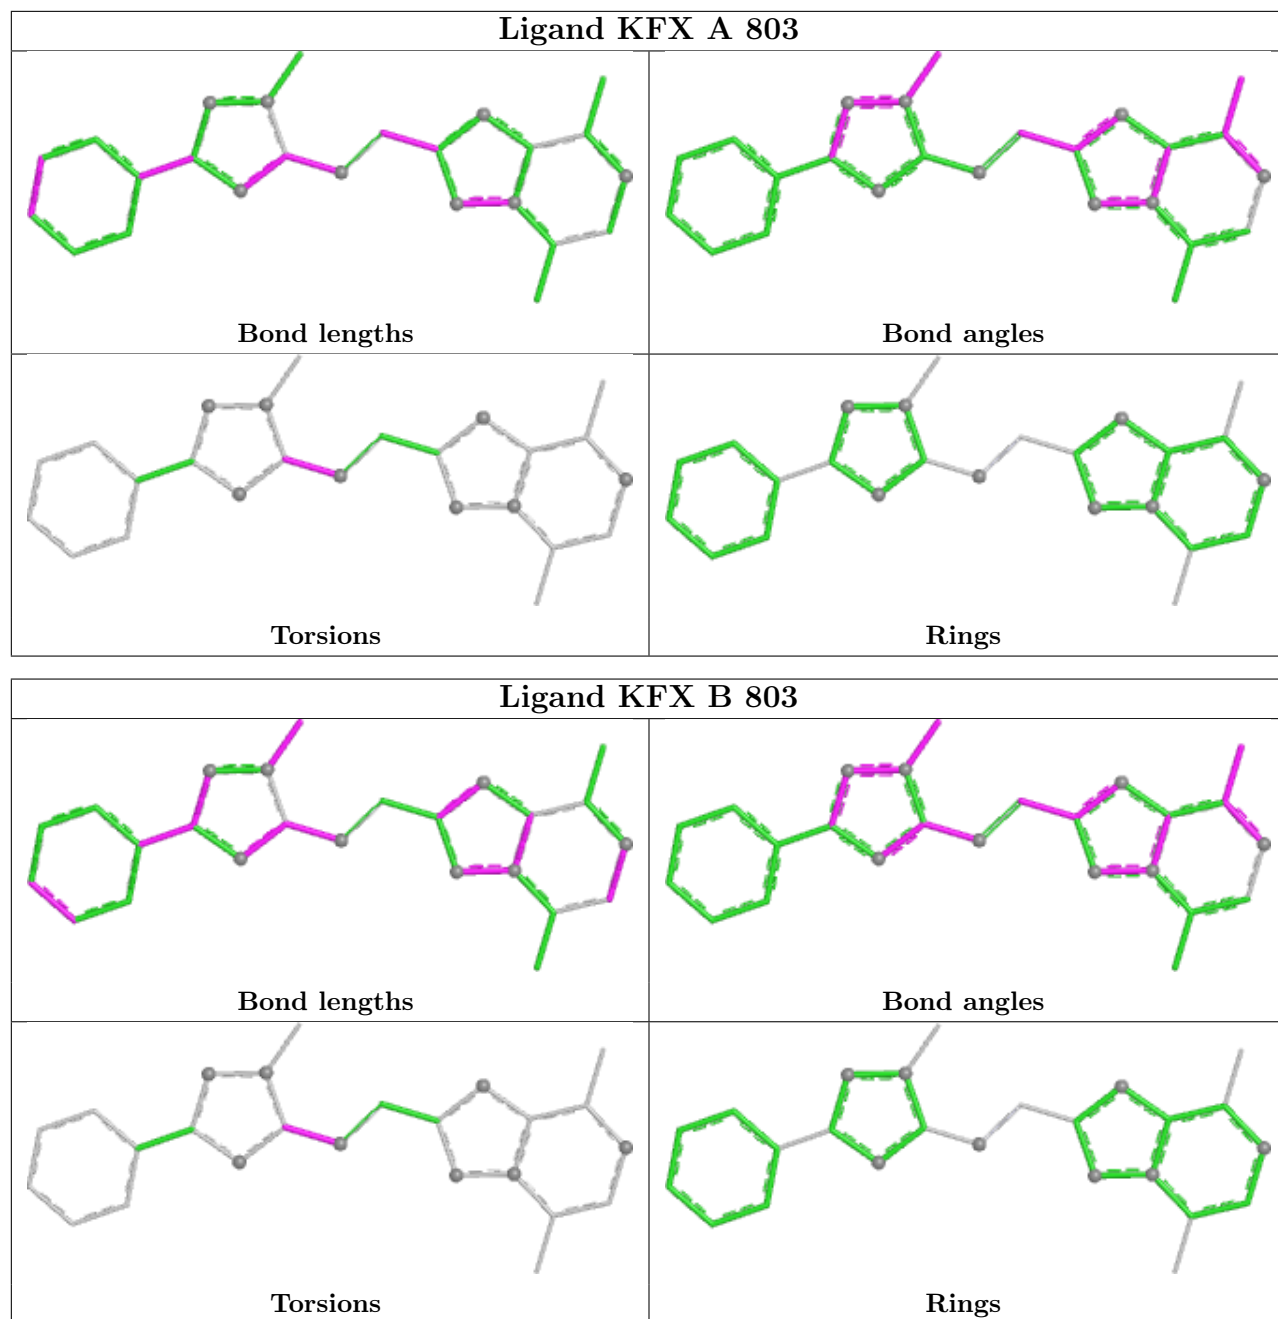 Ligand KFX A 803
Bond lengths
Bond angles
Torsions
Rings
Ligand KFX B 803
Bond lengths
Bond angles
Torsions
Rings